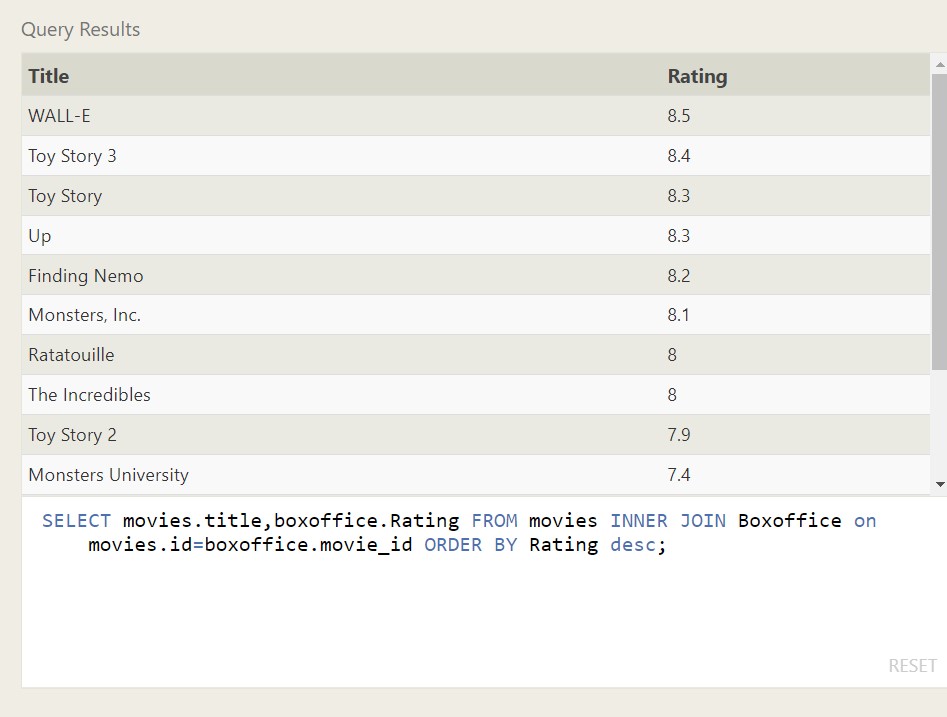 Query Results
Title Rating
WALL-E 8.5
Toy Story 3 8.4
Toy Story 8.3
Up 8.3
Finding Nemo 8.2
Monsters, Inc. 8.1
Ratatouille 8
The Incredibles 8
Toy Story 2 7.9
Monsters University 7.4
SELECT movies.title,boxoffice.Rating FROM movies INNER JOIN Boxoffice on
movies.id=boxoffice.movie_id ORDER BY Rating desc;
RESET